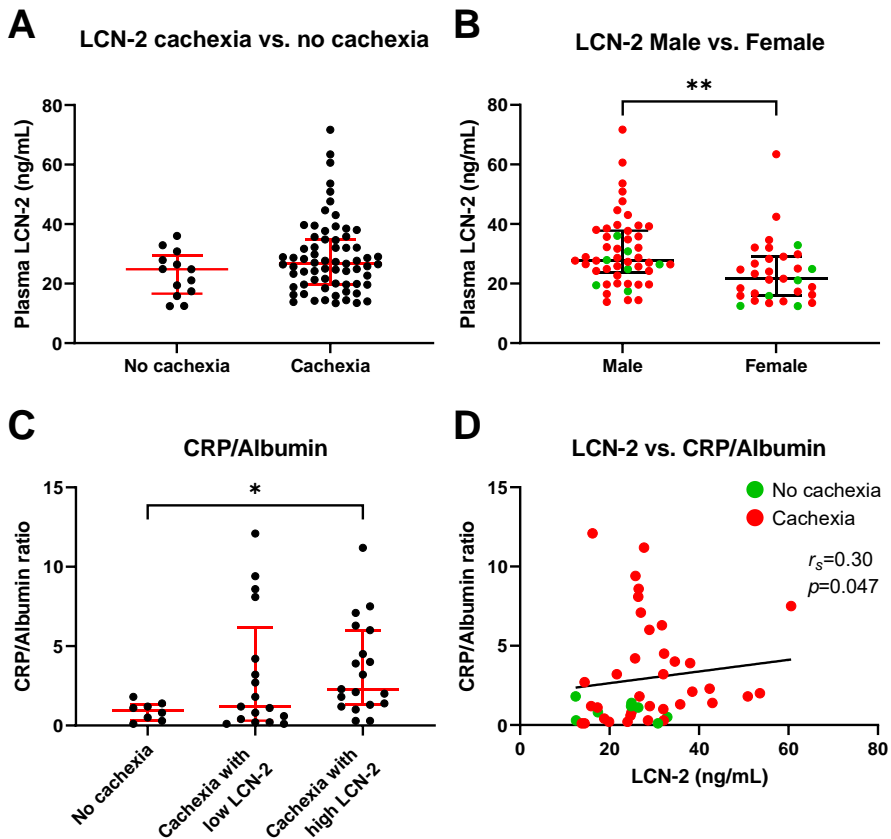 A
LCN-2 cachexia vs. no cachexia
Plasma LCN-2 (ng/mL)
80
60
40
20
0
No cachexia
Cachexia
B
LCN-2 Male vs. Female
**
Plasma LCN-2 (ng/mL)
80
60
40
20
0
Male
Female
C
CRP/Albumin
*
CRP/Albumin ratio
15
10
5
0
No cachexia
Cachexia with
low LCN-2
Cachexia with
high LCN-2
D
LCN-2 vs. CRP/Albumin
No cachexia
Cachexia
rs=0.30
p=0.047
CRP/Albumin ratio
15
10
5
0
0
20
40
60
80
LCN-2 (ng/mL)